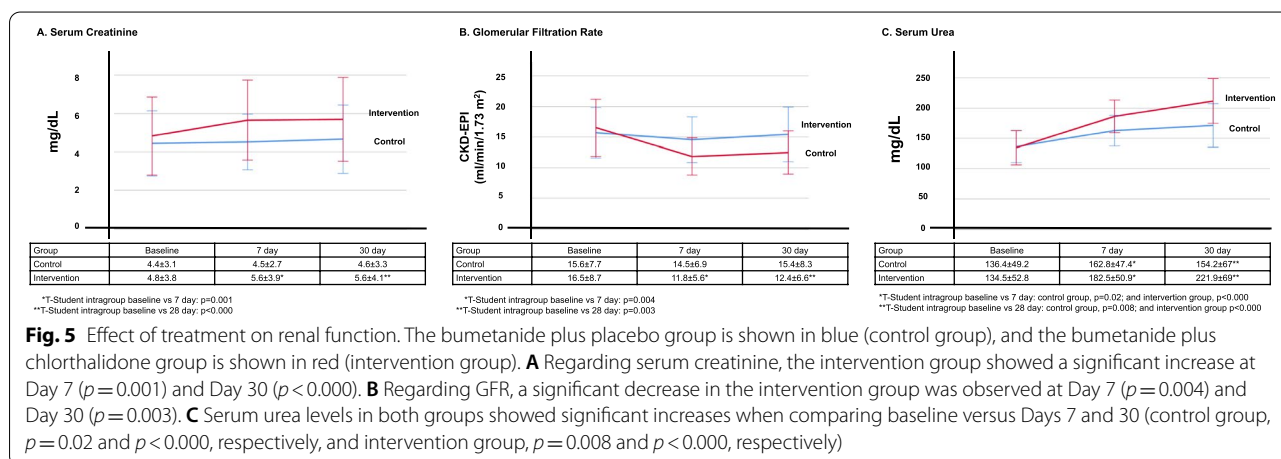 A. Serum Creatinine
8
6
4
2
0
mg/dL
Intervention
Control
Group Baseline 7 day 30 day
Control 4.4±3.1 4.5±2.7 4.6±3.3
Intervention 4.8±3.8 5.6±3.9* 5.6±4.1**
*T-Student intragroup baseline vs 7 day: p=0.001
**T-Student intragroup baseline vs 28 day: p<0.000
B. Glomerular Filtration Rate
25
20
15
10
5
0
CKD-EPI
(ml/min/1.73 m²)
Intervention
Control
Group Baseline 7 day 30 day
Control 15.6±7.7 14.5±6.9 15.4±8.3
Intervention 16.5±8.7 11.8±5.6* 12.4±6.6**
*T-Student intragroup baseline vs 7 day: p=0.004
**T-Student intragroup baseline vs 28 day: p=0.003
C. Serum Urea
250
200
150
100
50
0
mg/dL
Intervention
Control
Group Baseline 7 day 30 day
Control 136.4±49.2 162.8±47.4* 154.2±67**
Intervention 134.5±52.8 182.5±50.9* 221.9±69**
*T-Student intragroup baseline vs 7 day: control group, p=0.02; and intervertion group, p<0.000
**T-Student intragroup baseline vs 28 day: control group, p=0.008; and intervention group p<0.000
Fig. 5 Effect of treatment on renal function. The bumetanide plus placebo group is shown in blue (control group), and the bumetanide plus
chlorthalidone group is shown in red (intervention group). A Regarding serum creatinine, the intervention group showed a significant increase at
Day 7 (p = 0.001) and Day 30 (p < 0.000). B Regarding GFR, a significant decrease in the intervention group was observed at Day 7 (p = 0.004) and
Day 30 (p = 0.003). C Serum urea levels in both groups showed significant increases when comparing baseline versus Days 7 and 30 (control group,
p = 0.02 and p < 0.000, respectively, and intervention group, p = 0.008 and p < 0.000, respectively)